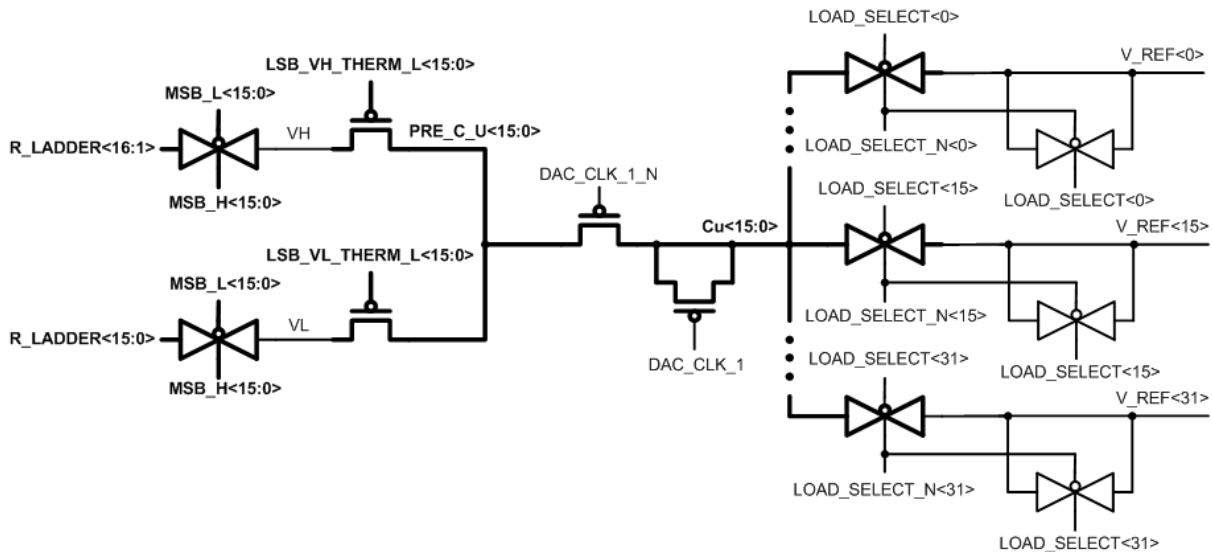 LOAD_SELECT<0>
V_REF<0>
LSB_VH_THERM_L<15:0>
MSB_L<15:0>
VH
PRE_C_U<15:0>
R_LADDER<16:1>
LOAD_SELECT_N<0>
MSB_H<15:0>
DAC_CLK_1_N
LOAD_SELECT<15>
LOAD_SELECT<0>
Cu<15:0>
V_REF<15>
LSB_VL_THERM_L<15:0>
MSB_L<15:0>
VL
R_LADDER<15:0>
LOAD_SELECT_N<15>
DAC_CLK_1
LOAD_SELECT<31>
LOAD_SELECT<15>
MSB_H<15:0>
V_REF<31>
LOAD_SELECT_N<31>
LOAD_SELECT<31>